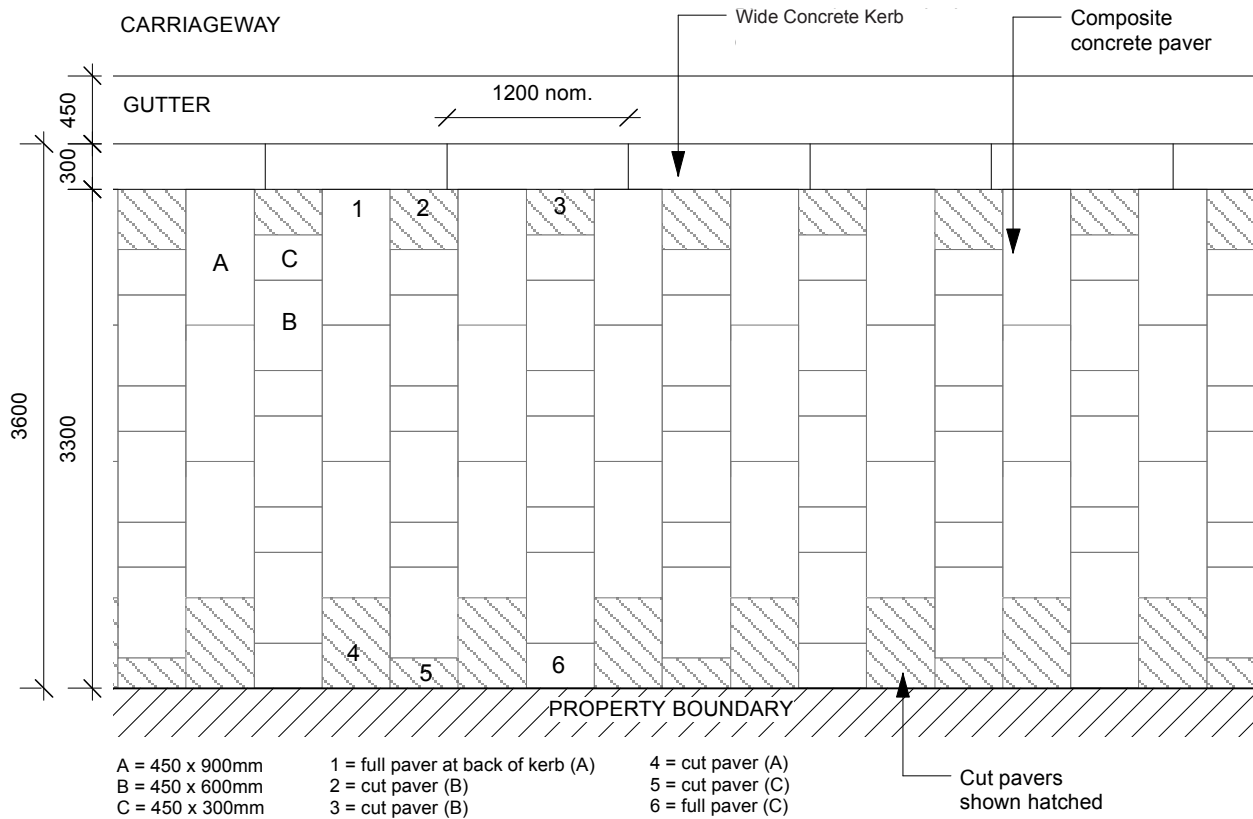 CARRIAGEWAY
Wide Concrete Kerb
Composite
concrete paver
GUTTER
1200 nom.
450
300
3600
3300
1
2
3
A
C
B
4
5
6
PROPERTY BOUNDARY
A = 450 x 900mm
B = 450 x 600mm
C = 450 x 300mm
1 = full paver at back of kerb (A)
2 = cut paver (B)
3 = cut paver (B)
4 = cut paver (A)
5 = cut paver (C)
6 = full paver (C)
Cut pavers
shown hatched